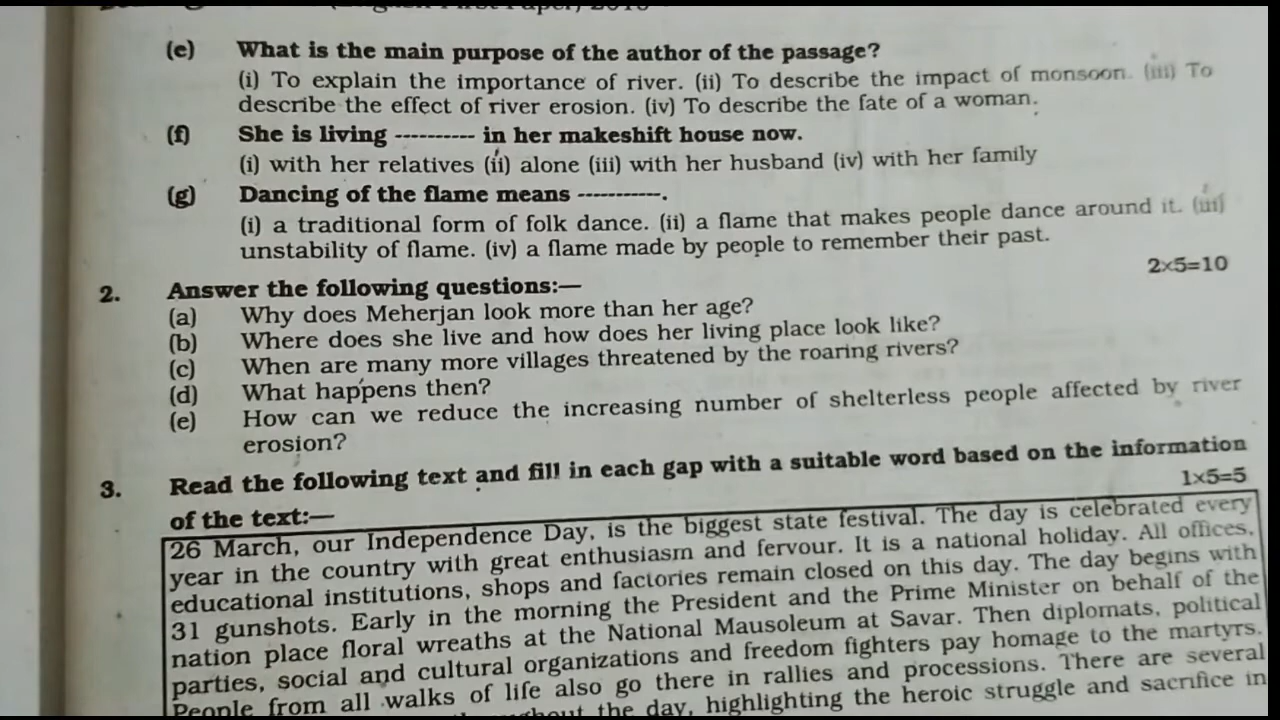 (English First Paper) 2018
(e) What is the main purpose of the author of the passage?
(i) To explain the importance of river. (ii) To describe the impact of monsoon. (iii) To
describe the effect of river erosion. (iv) To describe the fate of a woman.
(f) She is living ---------- in her makeshift house now.
(i) with her relatives (ii) alone (iii) with her husband (iv) with her family
(g) Dancing of the flame means -----------.
(i) a traditional form of folk dance. (ii) a flame that makes people dance around it. (iii)
unstability of flame. (iv) a flame made by people to remember their past.
2. Answer the following questions:— 2×5=10
(a) Why does Meherjan look more than her age?
(b) Where does she live and how does her living place look like?
(c) When are many more villages threatened by the roaring rivers?
(d) What happens then?
(e) How can we reduce the increasing number of shelterless people affected by river
erosion?
3. Read the following text and fill in each gap with a suitable word based on the information
of the text:— 1×5=5
26 March, our Independence Day, is the biggest state festival. The day is celebrated every
year in the country with great enthusiasm and fervour. It is a national holiday. All offices,
educational institutions, shops and factories remain closed on this day. The day begins with
31 gunshots. Early in the morning the President and the Prime Minister on behalf of the
nation place floral wreaths at the National Mausoleum at Savar. Then diplomats, political
parties, social and cultural organizations and freedom fighters pay homage to the martyrs.
People from all walks of life also go there in rallies and processions. There are several
the day, highlighting the heroic struggle and sacrifice in